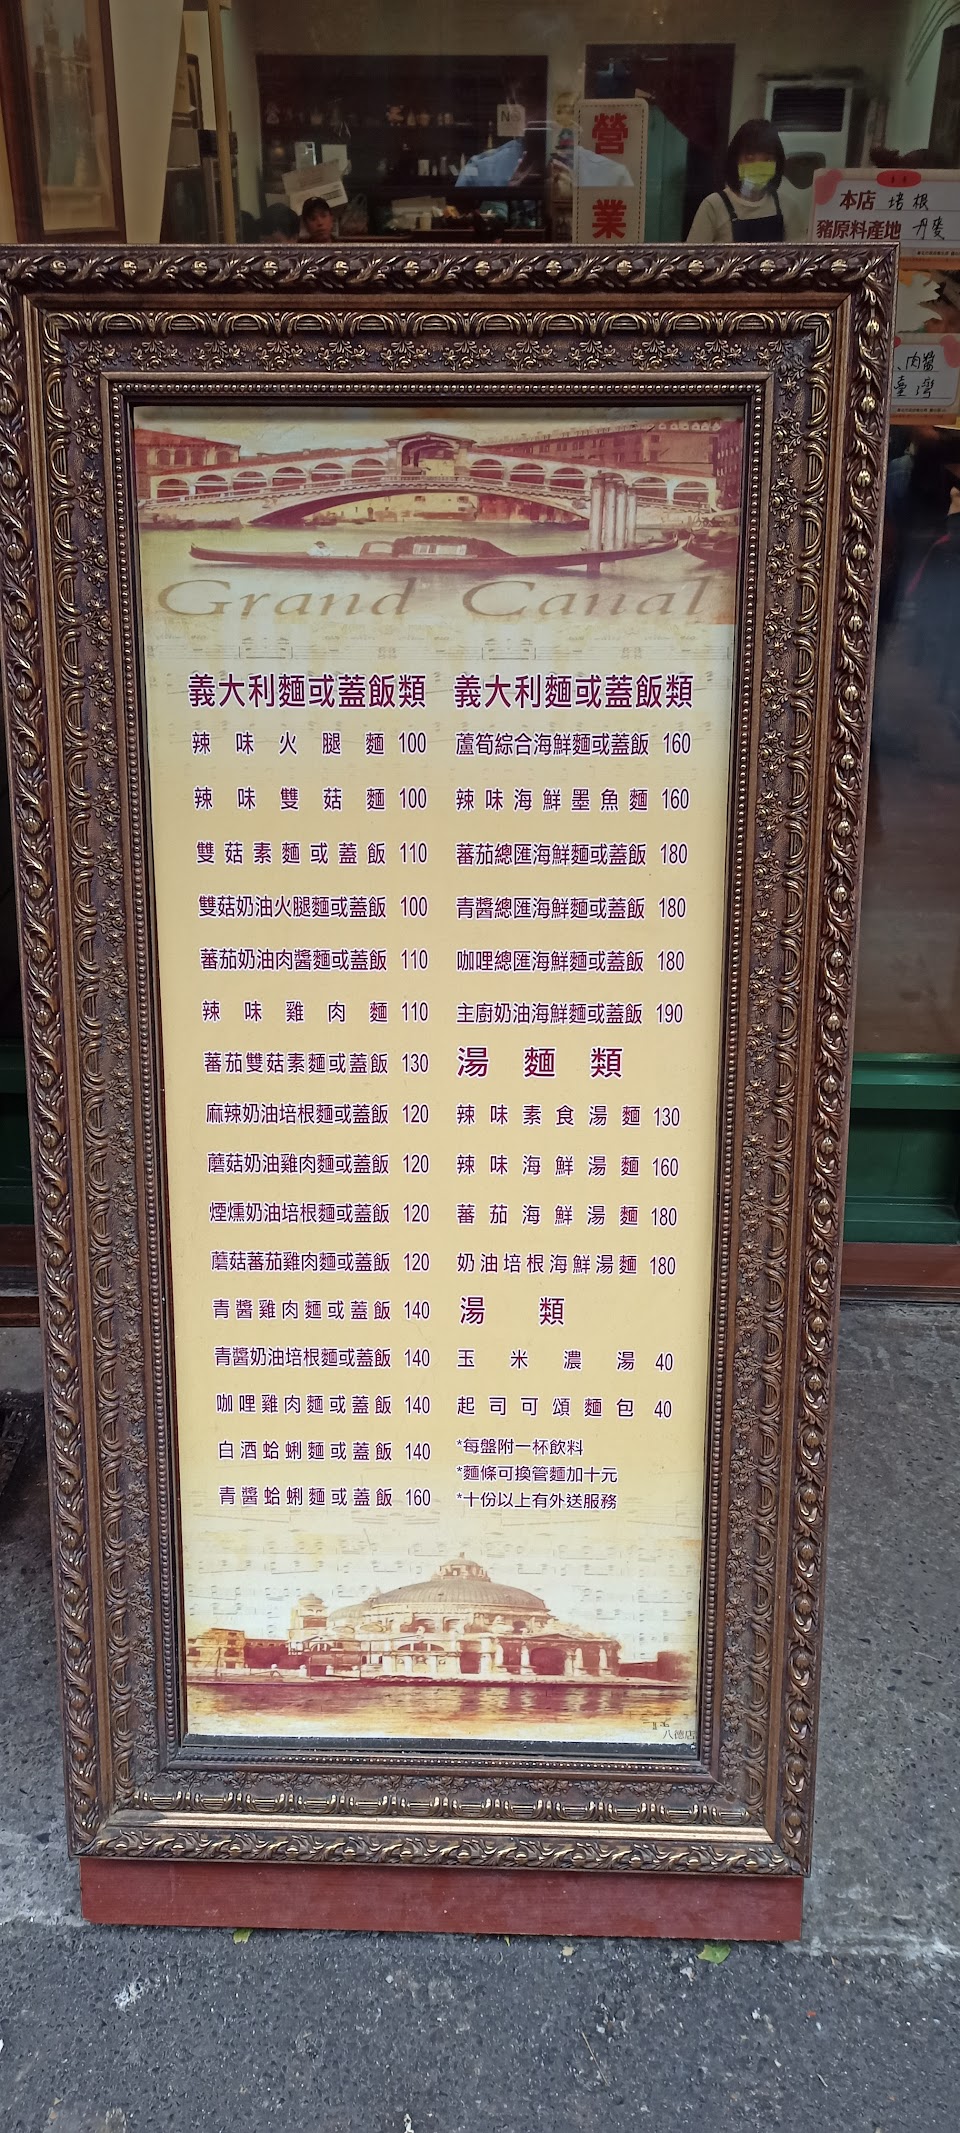 營
業
本店 培根
豬原料產地 丹麥
肉醬
臺灣
Grand Canal
義大利麵或蓋飯類
辣味火腿麵 100
辣味雙菇麵 100
雙菇素麵或蓋飯 110
雙菇奶油火腿麵或蓋飯 100
蕃茄奶油肉醬麵或蓋飯 110
辣味雞肉麵 110
蕃茄雙菇素麵或蓋飯 130
麻辣奶油培根麵或蓋飯 120
蘑菇奶油雞肉麵或蓋飯 120
煙燻奶油培根麵或蓋飯 120
蘑菇蕃茄雞肉麵或蓋飯 120
青醬雞肉麵或蓋飯 140
青醬奶油培根麵或蓋飯 140
咖哩雞肉麵或蓋飯 140
白酒蛤蜊麵或蓋飯 140
青醬蛤蜊麵或蓋飯 160
義大利麵或蓋飯類
蘆筍綜合海鮮麵或蓋飯 160
辣味海鮮墨魚麵 160
蕃茄總匯海鮮麵或蓋飯 180
青醬總匯海鮮麵或蓋飯 180
咖哩總匯海鮮麵或蓋飯 180
主廚奶油海鮮麵或蓋飯 190
湯麵類
辣味素食湯麵 130
辣味海鮮湯麵 160
蕃茄海鮮湯麵 180
奶油培根海鮮湯麵 180
湯類
玉米濃湯 40
起司可頌麵包 40
*每盤附一杯飲料
*麵條可換管麵加十元
*十份以上有外送服務
八德店